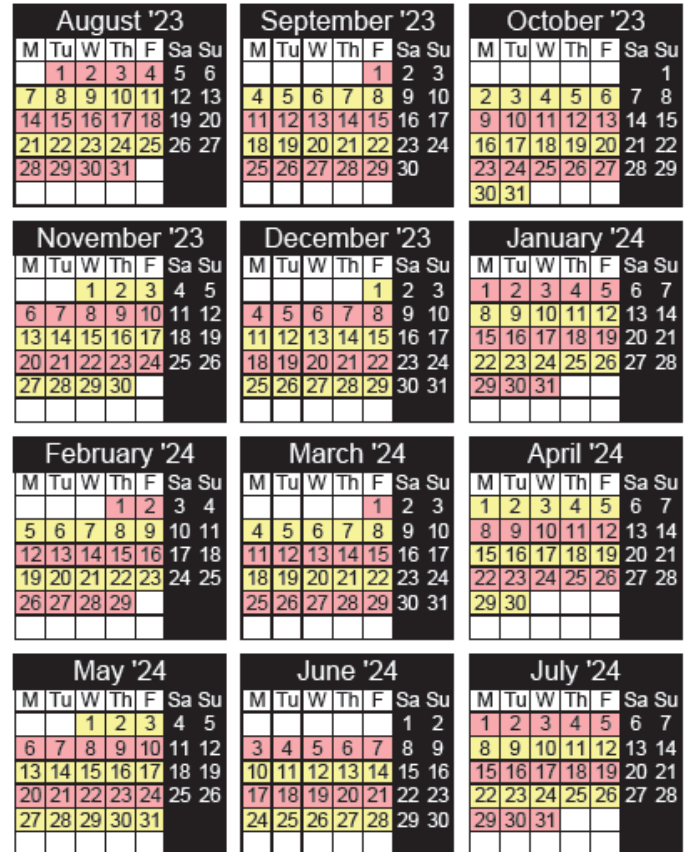 August '23
M Tu W Th F Sa Su
1 2 3 4 5 6
7 8 9 10 11 12 13
14 15 16 17 18 19 20
21 22 23 24 25 26 27
28 29 30 31
September '23
M Tu W Th F Sa Su
1 2 3
4 5 6 7 8 9 10
11 12 13 14 15 16 17
18 19 20 21 22 23 24
25 26 27 28 29 30
October '23
M Tu W Th F Sa Su
1
2 3 4 5 6 7 8
9 10 11 12 13 14 15
16 17 18 19 20 21 22
23 24 25 26 27 28 29
30 31
November '23
M Tu W Th F Sa Su
1 2 3 4 5
6 7 8 9 10 11 12
13 14 15 16 17 18 19
20 21 22 23 24 25 26
27 28 29 30
December '23
M Tu W Th F Sa Su
1 2 3
4 5 6 7 8 9 10
11 12 13 14 15 16 17
18 19 20 21 22 23 24
25 26 27 28 29 30 31
January '24
M Tu W Th F Sa Su
1 2 3 4 5 6 7
8 9 10 11 12 13 14
15 16 17 18 19 20 21
22 23 24 25 26 27 28
29 30 31
February '24
M Tu W Th F Sa Su
1 2 3 4
5 6 7 8 9 10 11
12 13 14 15 16 17 18
19 20 21 22 23 24 25
26 27 28 29
March '24
M Tu W Th F Sa Su
1 2 3
4 5 6 7 8 9 10
11 12 13 14 15 16 17
18 19 20 21 22 23 24
25 26 27 28 29 30 31
April '24
M Tu W Th F Sa Su
1 2 3 4 5 6 7
8 9 10 11 12 13 14
15 16 17 18 19 20 21
22 23 24 25 26 27 28
29 30
May '24
M Tu W Th F Sa Su
1 2 3 4 5
6 7 8 9 10 11 12
13 14 15 16 17 18 19
20 21 22 23 24 25 26
27 28 29 30 31
June '24
M Tu W Th F Sa Su
1 2
3 4 5 6 7 8 9
10 11 12 13 14 15 16
17 18 19 20 21 22 23
24 25 26 27 28 29 30
July '24
M Tu W Th F Sa Su
1 2 3 4 5 6 7
8 9 10 11 12 13 14
15 16 17 18 19 20 21
22 23 24 25 26 27 28
29 30 31